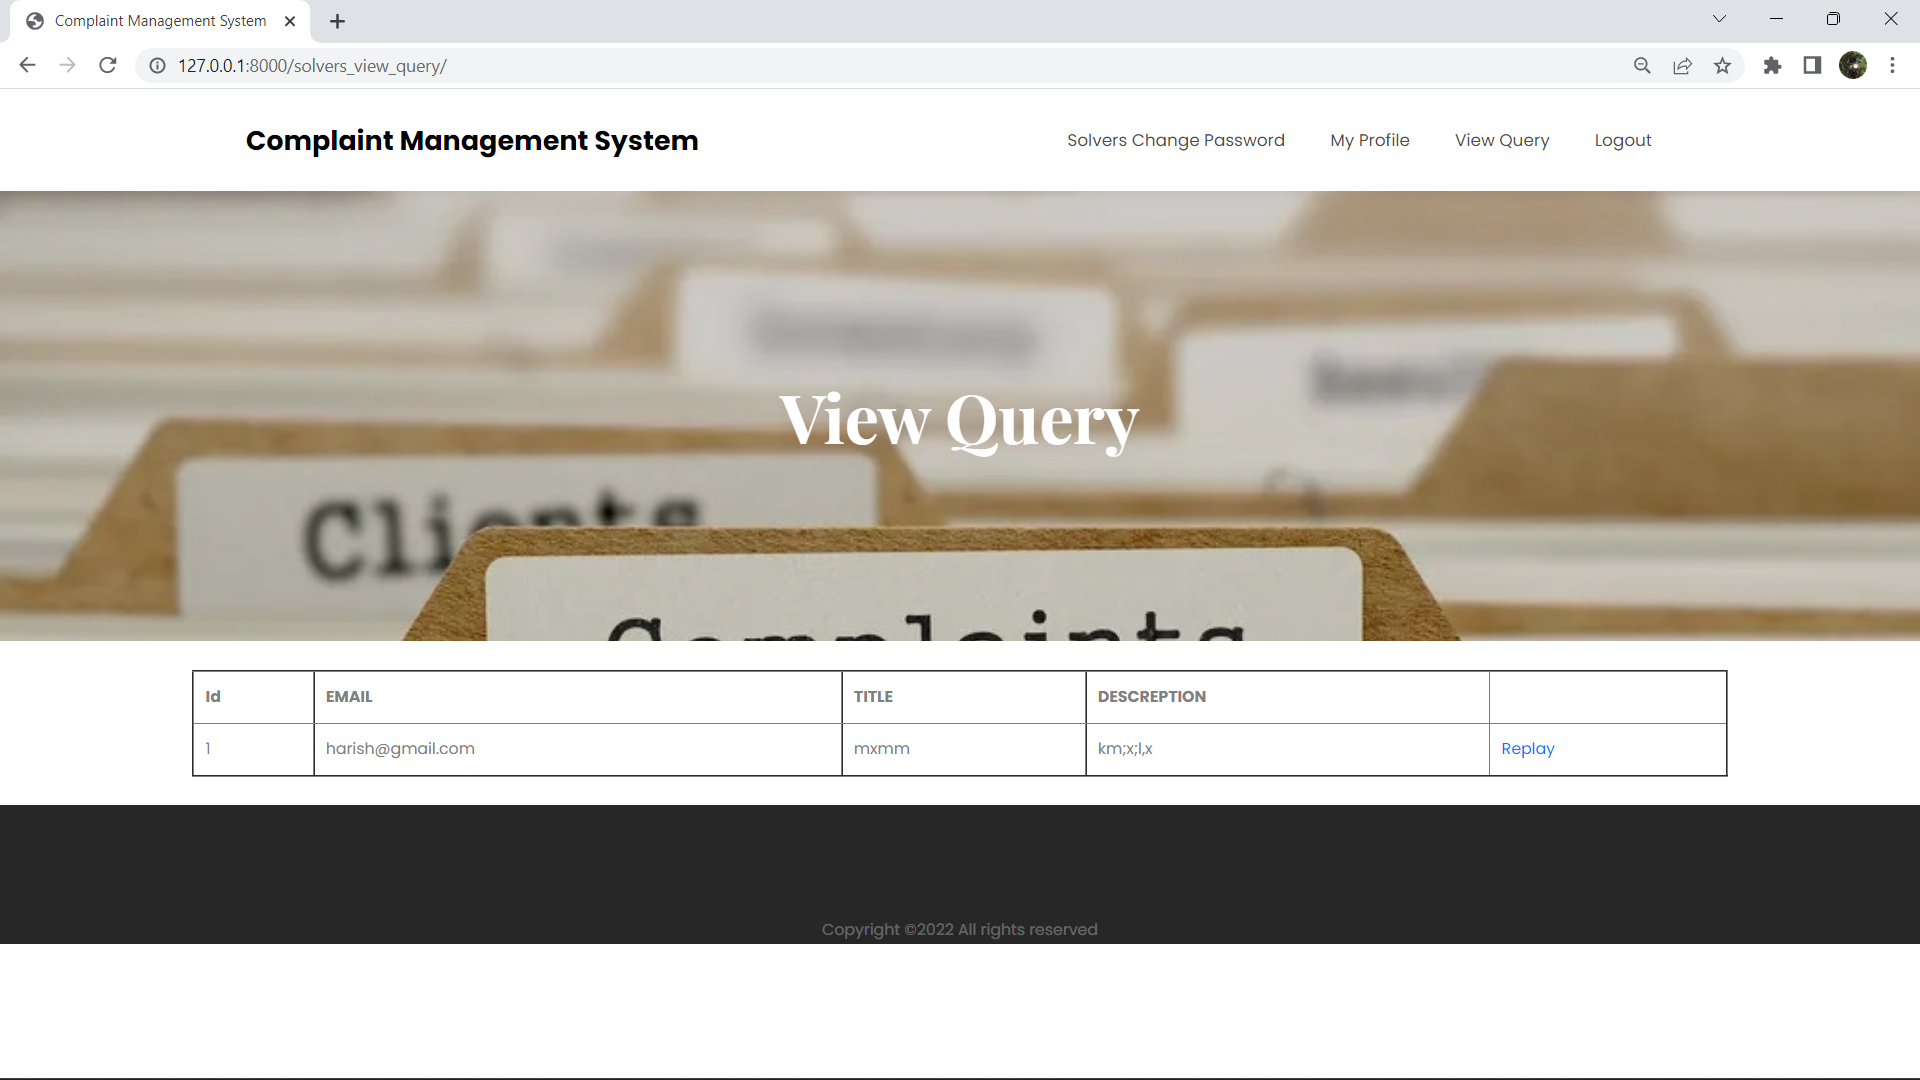 Complaint Management System
127.0.0.1:8000/solvers_view_query/
Complaint Management System
Solvers Change Password My Profile View Query Logout
View Query
Clients
Complaints
Id EMAIL TITLE DESCREPTION
1 harish@gmail.com mxmm km;x;l,x Replay
Copyright ©2022 All rights reserved